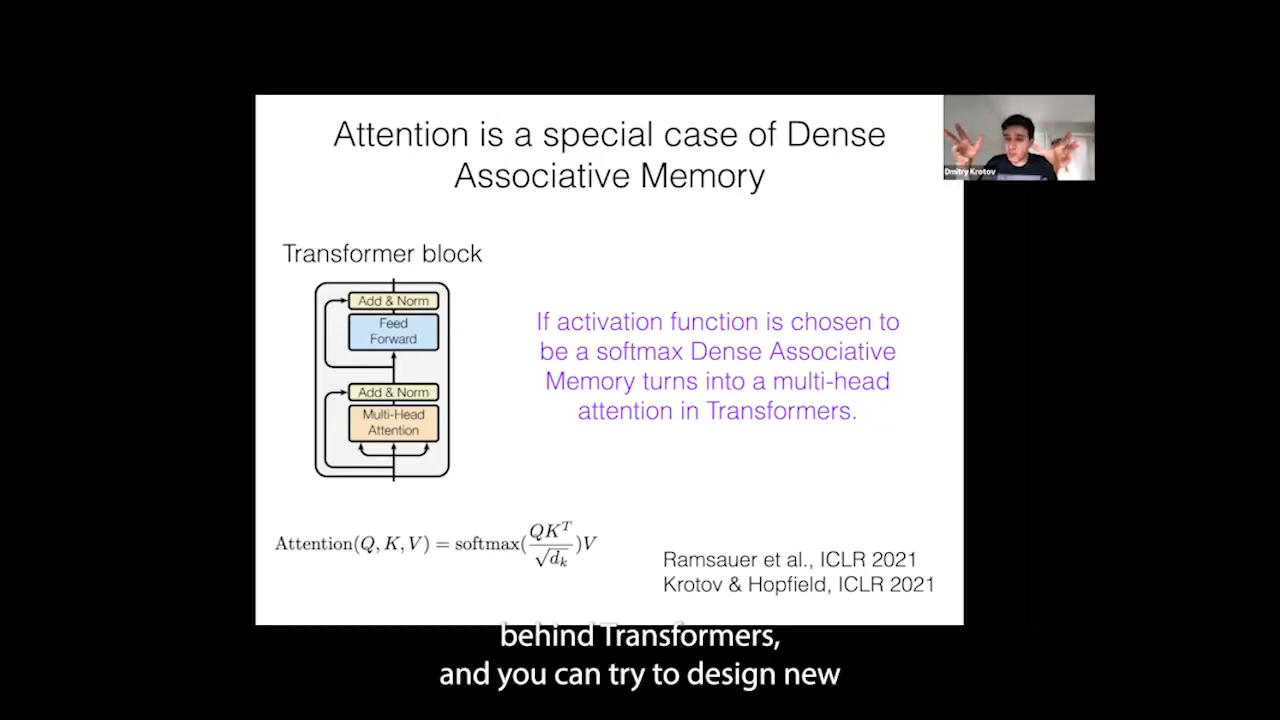 Attention is a special case of Dense
Associative Memory
Dmitry Krotov
Transformer block
Add & Norm
Feed
Forward
Add & Norm
Multi-Head
Attention
If activation function is chosen to
be a softmax Dense Associative
Memory turns into a multi-head
attention in Transformers.
Attention(Q, K, V) = softmax(QK^T/√d_k)V
Ramsauer et al., ICLR 2021
Krotov & Hopfield, ICLR 2021
behind Transformers,
and you can try to design new